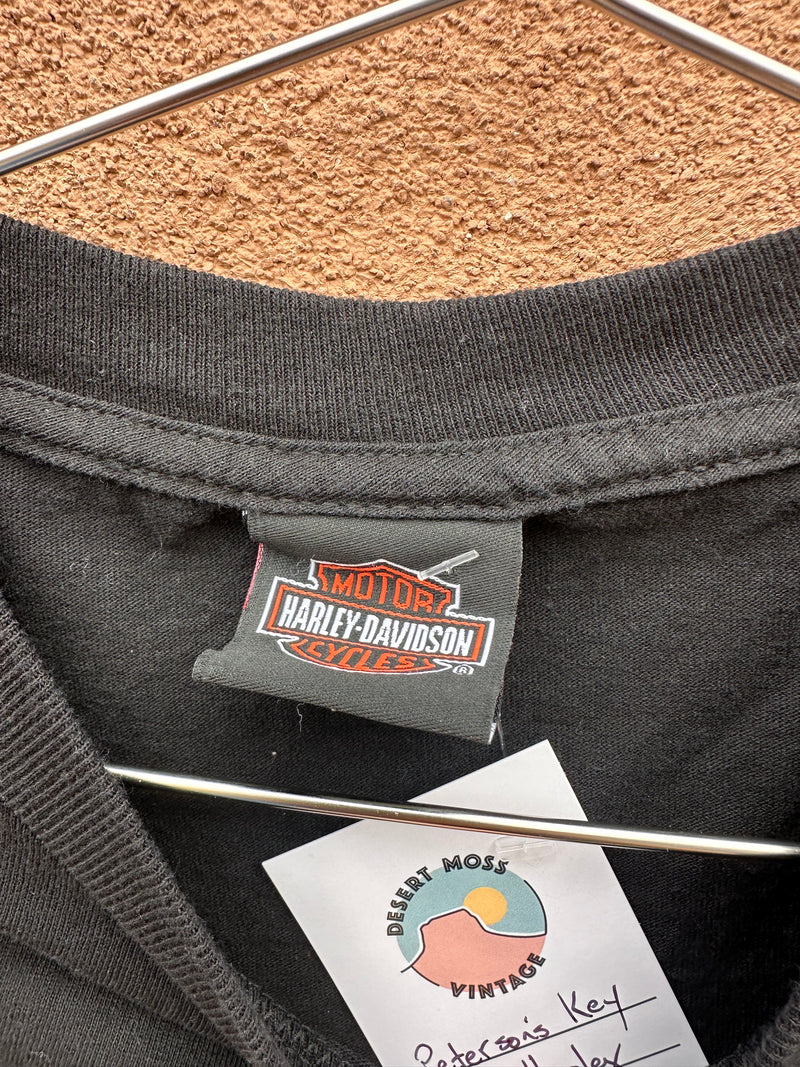 MOTOR
HARLEY-DAVIDSON
CYCLES
®
DESERT MOSS
VINTAGE
Peterson's Key